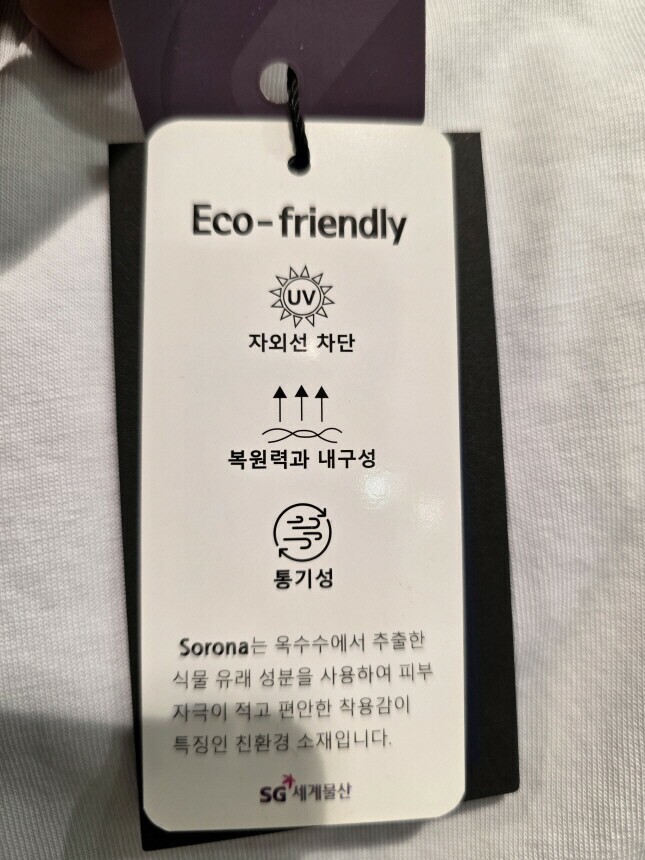 Eco-friendly
UV
자외선 차단
복원력과 내구성
통기성
Sorona는 옥수수에서 추출한
식물 유래 성분을 사용하여 피부
자극이 적고 편안한 착용감이
특징인 친환경 소재입니다.
SG 세계물산